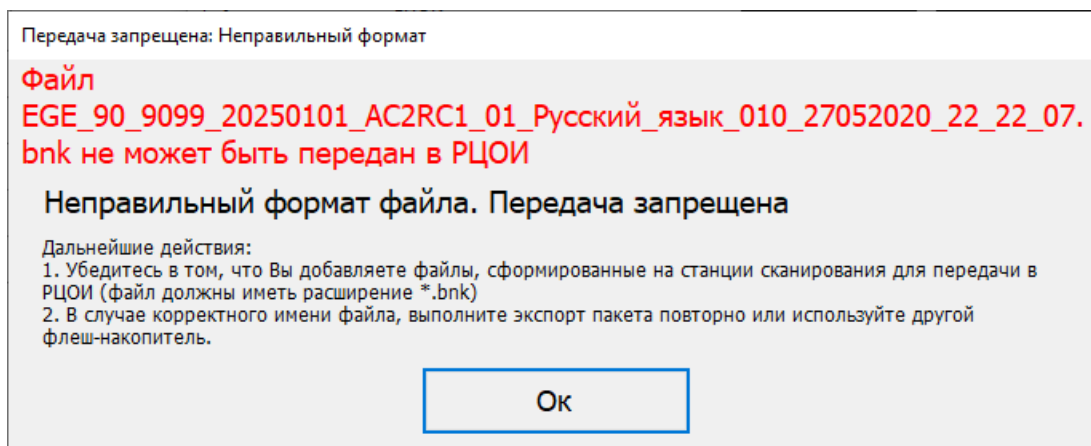 Передача запрещена: Неправильный формат
Файл
EGE_90_9099_20250101_AC2RC1_01_Русский_язык_010_27052020_22_22_07.
bnk не может быть передан в РЦОИ
Неправильный формат файла. Передача запрещена
Дальнейшие действия:
1. Убедитесь в том, что Вы добавляете файлы, сформированные на станции сканирования для передачи в
РЦОИ (файл должны иметь расширение *.bnk)
2. В случае корректного имени файла, выполните экспорт пакета повторно или используйте другой
флеш-накопитель.
Ок